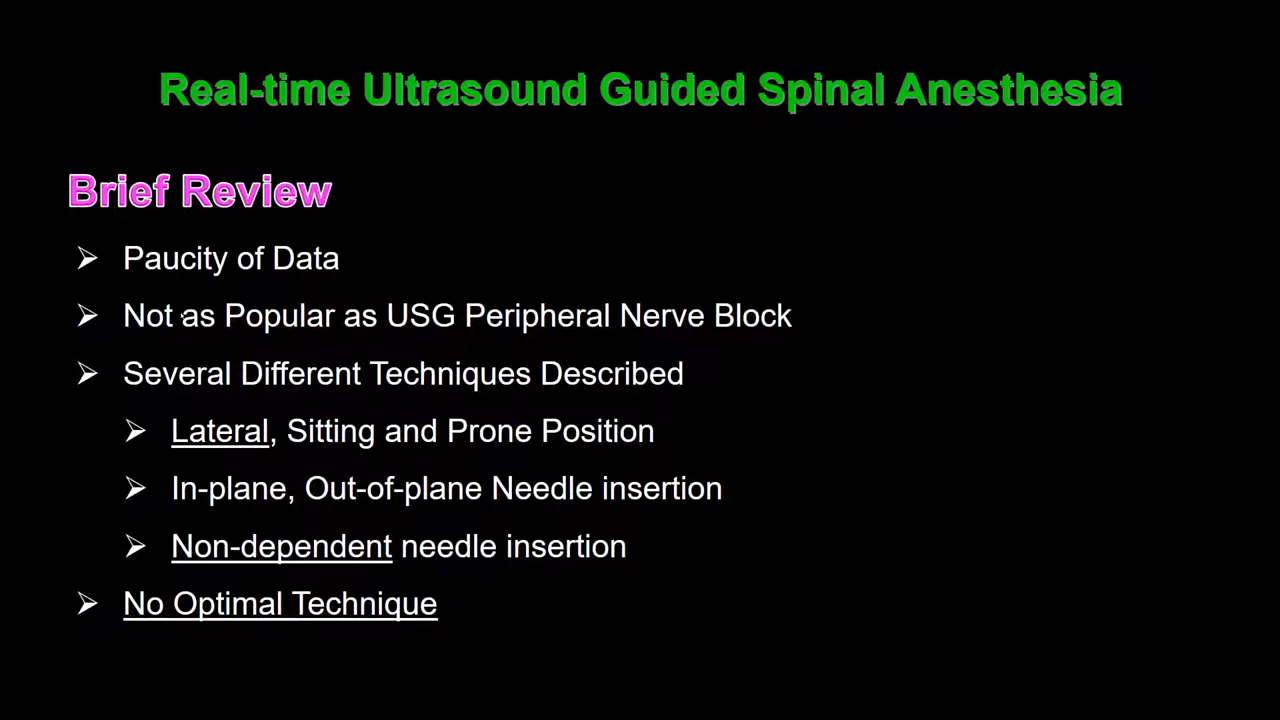 Real-time Ultrasound Guided Spinal Anesthesia
Brief Review
Paucity of Data
Not as Popular as USG Peripheral Nerve Block
Several Different Techniques Described
Lateral, Sitting and Prone Position
In-plane, Out-of-plane Needle insertion
Non-dependent needle insertion
No Optimal Technique